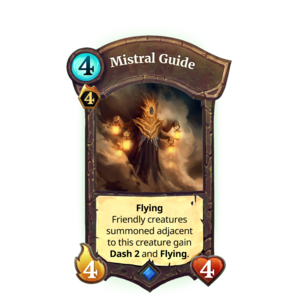 4
Mistral Guide
4
Flying
Friendly creatures
summoned adjacent
to this creature gain
Dash 2 and Flying.
4
4